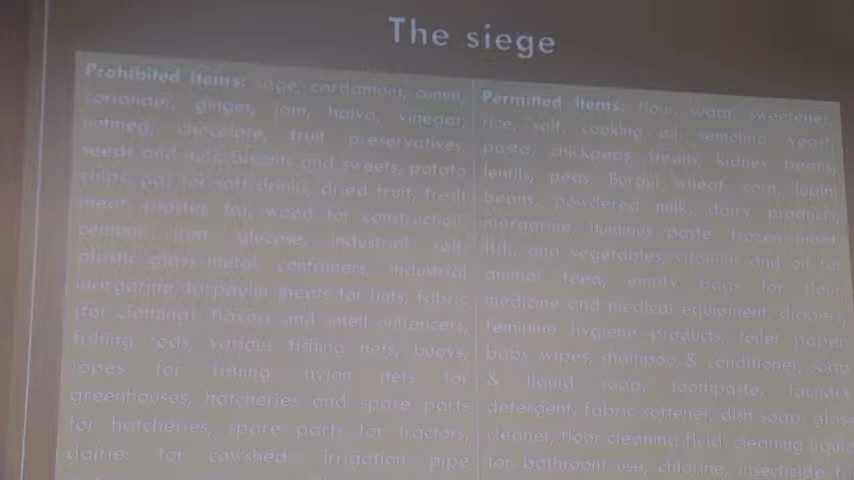 The siege
Prohibited Items: sage, cardamom, cumin,
coriander, ginger, jam, halva, vinegar,
nutmeg, chocolate, fruit preservatives,
seeds and nuts, biscuits and sweets, potato
chips, gas for soft drinks, dried fruit, fresh
meat, plaster, tar, wood for construction,
cement, iron, glucose, industrial salt,
plastic/glass/metal containers, industrial
margarine, tarpaulin sheets for huts, fabric
(for clothing), flavors and smell enhancers,
fishing rods, various fishing nets, buoys,
ropes for fishing, nylon nets for
greenhouses, hatcheries and spare parts
for hatcheries, spare parts for tractors,
dairies for cowshed, irrigation pipe
Permitted Items: flour, sugar, sweetener,
rice, salt, cooking oil, semolina, yeast,
pasta, chickpeas, beans, kidney beans,
lentils, peas, Burgul, wheat, corn, lupin
beans, powdered milk, dairy products,
margarine, hummus paste, frozen meat,
fish, and vegetables, vitamins and oil for
animal feed, empty bags for flour,
medicine and medical equipment, diapers,
feminine hygiene products, toilet paper,
baby wipes, shampoo & conditioner, soap
& liquid soap, toothpaste, laundry
detergent, fabric softener, dish soap, glass
cleaner, floor cleaning fluid, cleaning liquid
for bathroom use, chlorine, insecticide